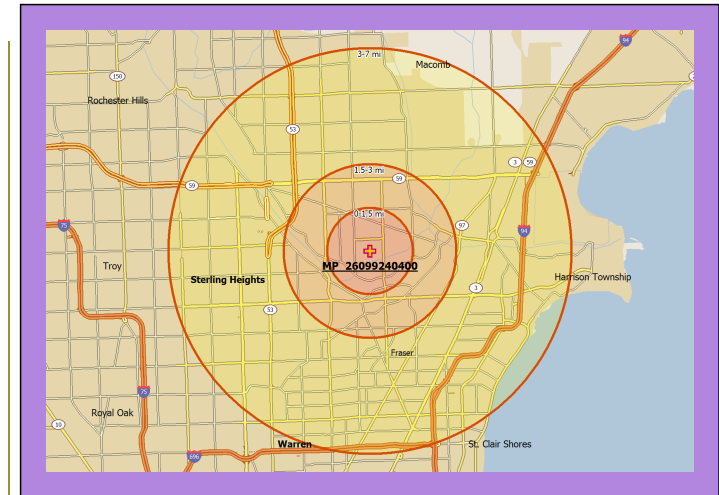 94
3-7 mi
Macomb
150
Rochester Hills
53
1.5-3 mi
3 59
59
59
0-1.5 mi
97
75
94
Troy
MP_26099240400
Sterling Heights
Harrison Township
3
53
Fraser
75
Royal Oak
10
Warren
St. Clair Shores
696